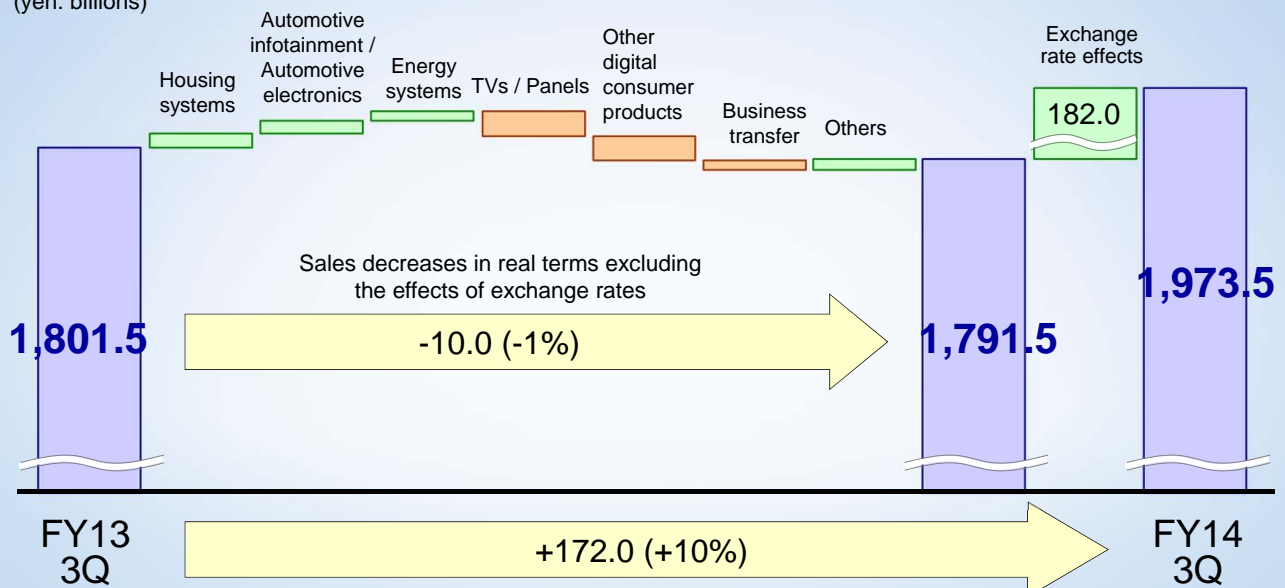 (yen: billions)
Automotive
infotainment /
Automotive
electronics
Housing
systems
Energy
systems
TVs / Panels
Other
digital
consumer
products
Business
transfer
Others
Exchange
rate effects
182.0
Sales decreases in real terms excluding
the effects of exchange rates
1,801.5
-10.0 (-1%)
1,791.5
1,973.5
FY13
3Q
+172.0 (+10%)
FY14
3Q